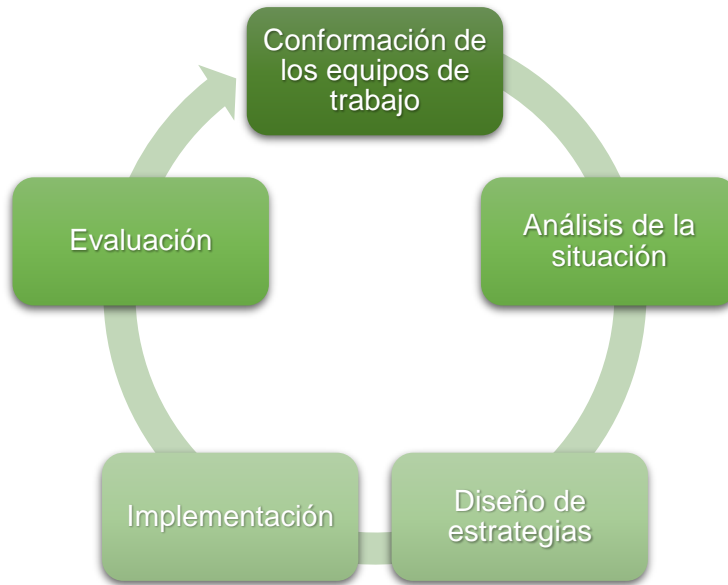 Conformación de
los equipos de
trabajo
Análisis de la
situación
Diseño de
estrategias
Implementación
Evaluación